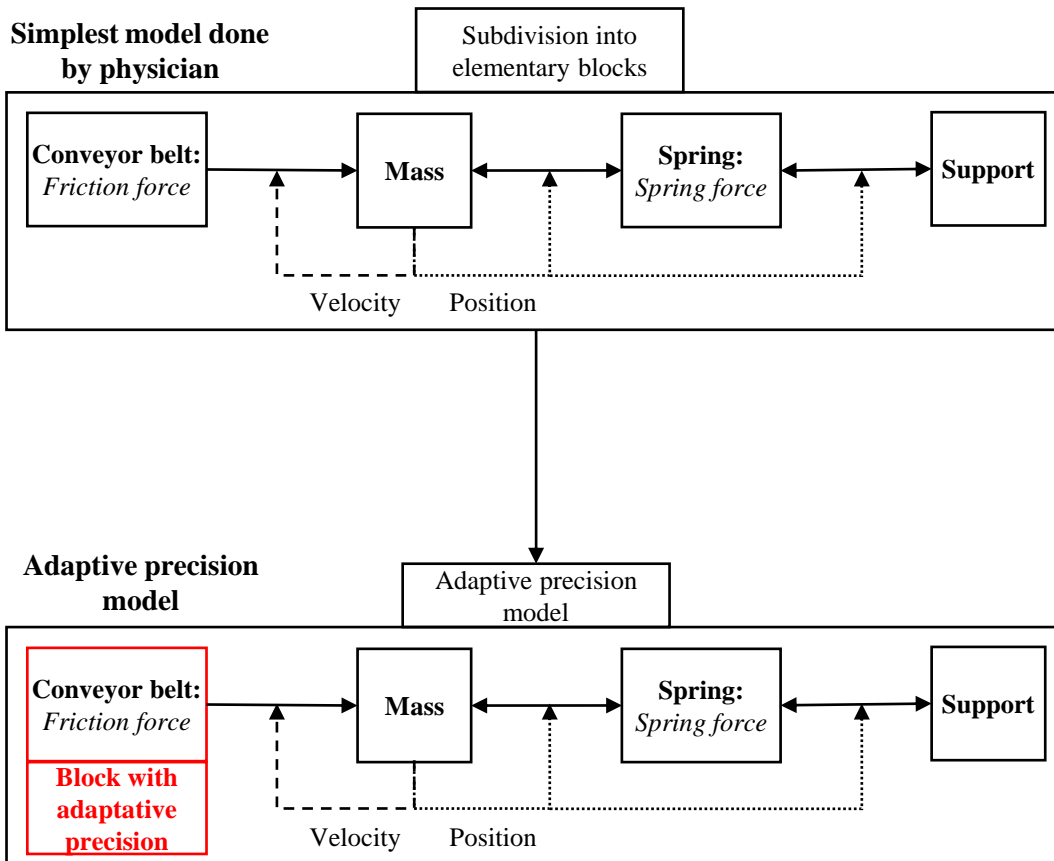 Simplest model done
by physician
Subdivision into
elementary blocks
Conveyor belt:
Friction force
Mass
Spring:
Spring force
Support
Velocity
Position
Adaptive precision
model
Adaptive precision
model
Conveyor belt:
Friction force
Mass
Spring:
Spring force
Support
Block with
adaptative
precision
Velocity
Position